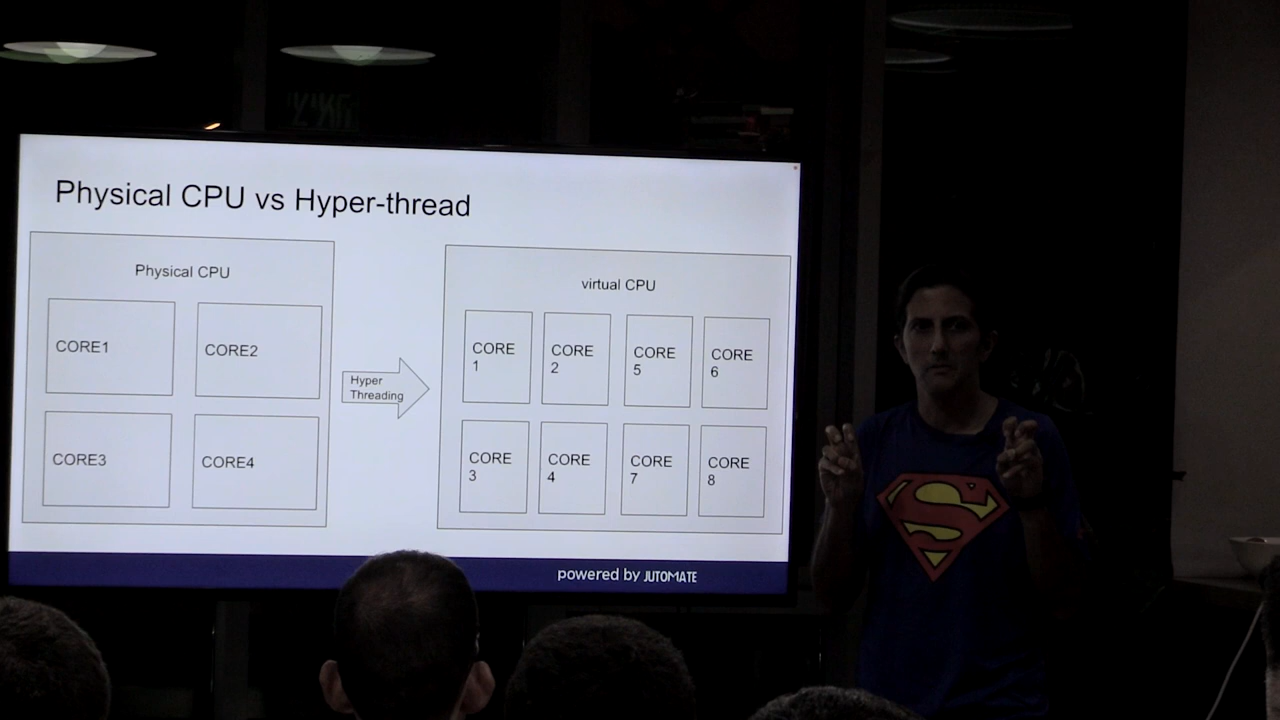 Physical CPU vs Hyper-thread
Physical CPU
CORE1
CORE2
CORE3
CORE4
Hyper
Threading
virtual CPU
CORE
1
CORE
2
CORE
5
CORE
6
CORE
3
CORE
4
CORE
7
CORE
8
powered by JUTOMATE
S